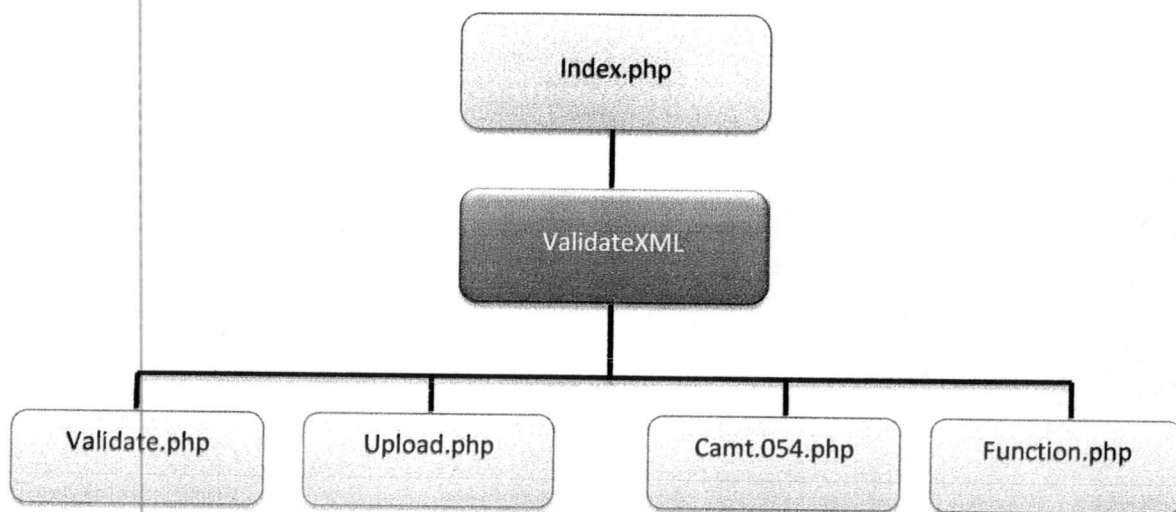 Index.php
ValidateXML
Validate.php
Upload.php
Camt.054.php
Function.php